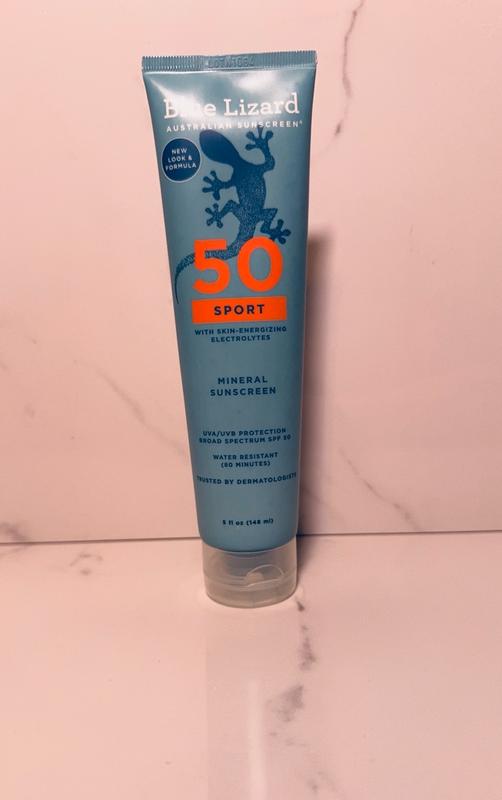 Blue Lizard
AUSTRALIAN SUNSCREEN
NEW
LOOK &
FORMULA
50
SPORT
WITH SKIN-ENERGIZING
ELECTROLYTES
MINERAL
SUNSCREEN
UVA/UVB PROTECTION
BROAD SPECTRUM SPF 50
WATER RESISTANT
(80 MINUTES)
TRUSTED BY DERMATOLOGISTS
5 fl oz (148 ml)